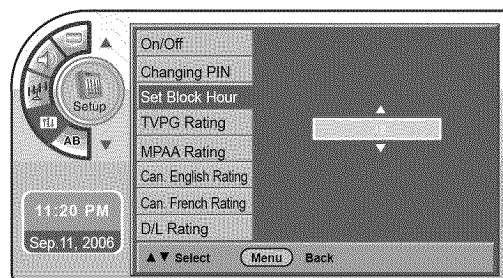 Setup
AB
11:20 PM
Sep.11, 2006
On/Off
Changing PIN
Set Block Hour
TVPG Rating
MPAA Rating
Can. English Rating
Can. French Rating
D/L Rating
▲ ▼ Select Menu Back